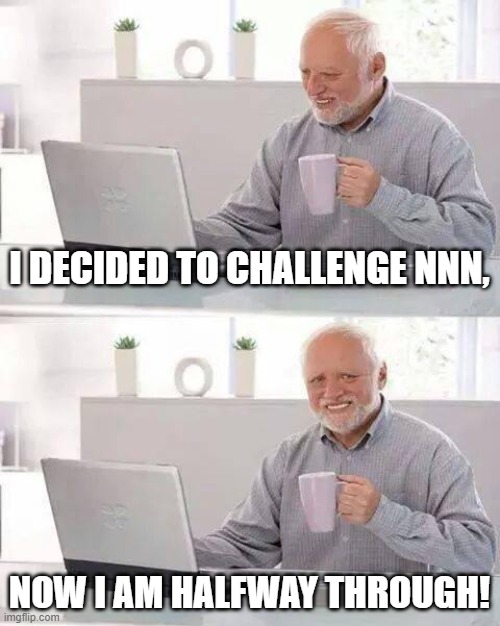 I DECIDED TO CHALLENGE NNN,
NOW I AM HALFWAY THROUGH!
imgflip.com